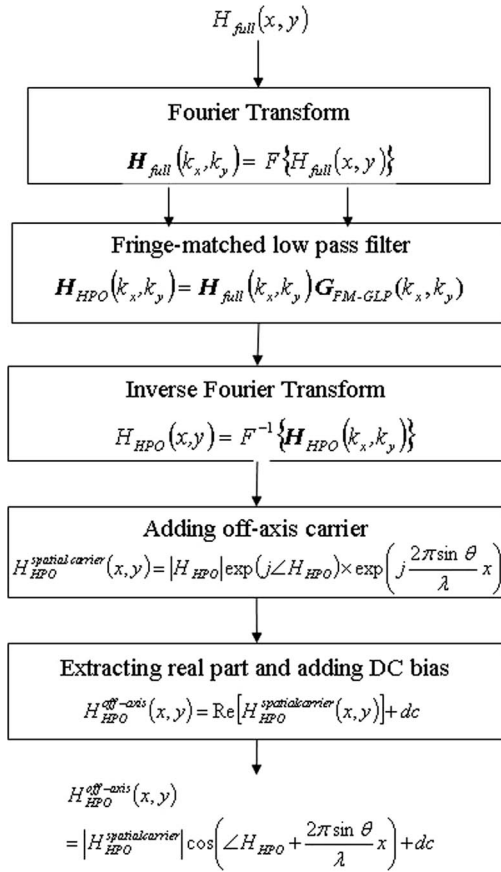 H_full(x, y)
Fourier Transform
H_full(k_x,k_y) = F{H_full(x, y)}
Fringe-matched low pass filter
H_HPO(k_x,k_y) = H_full(k_x,k_y)G_FM-GLP(k_x, k_y)
Inverse Fourier Transform
H_HPO(x,y) = F^-1{H_HPO(k_x,k_y)}
Adding off-axis carrier
H_HPO^spatial carrier(x, y) = |H_HPO|exp(j∠H_HPO)×exp(j 2π sin θ/λ x)
Extracting real part and adding DC bias
H_HPO^off-axis(x, y) = Re[H_HPO^spatialcarrier(x, y)]+dc
H_HPO^off-axis(x, y)
= |H_HPO^spatialcarrier|cos(∠H_HPO + 2π sin θ/λ x) + dc